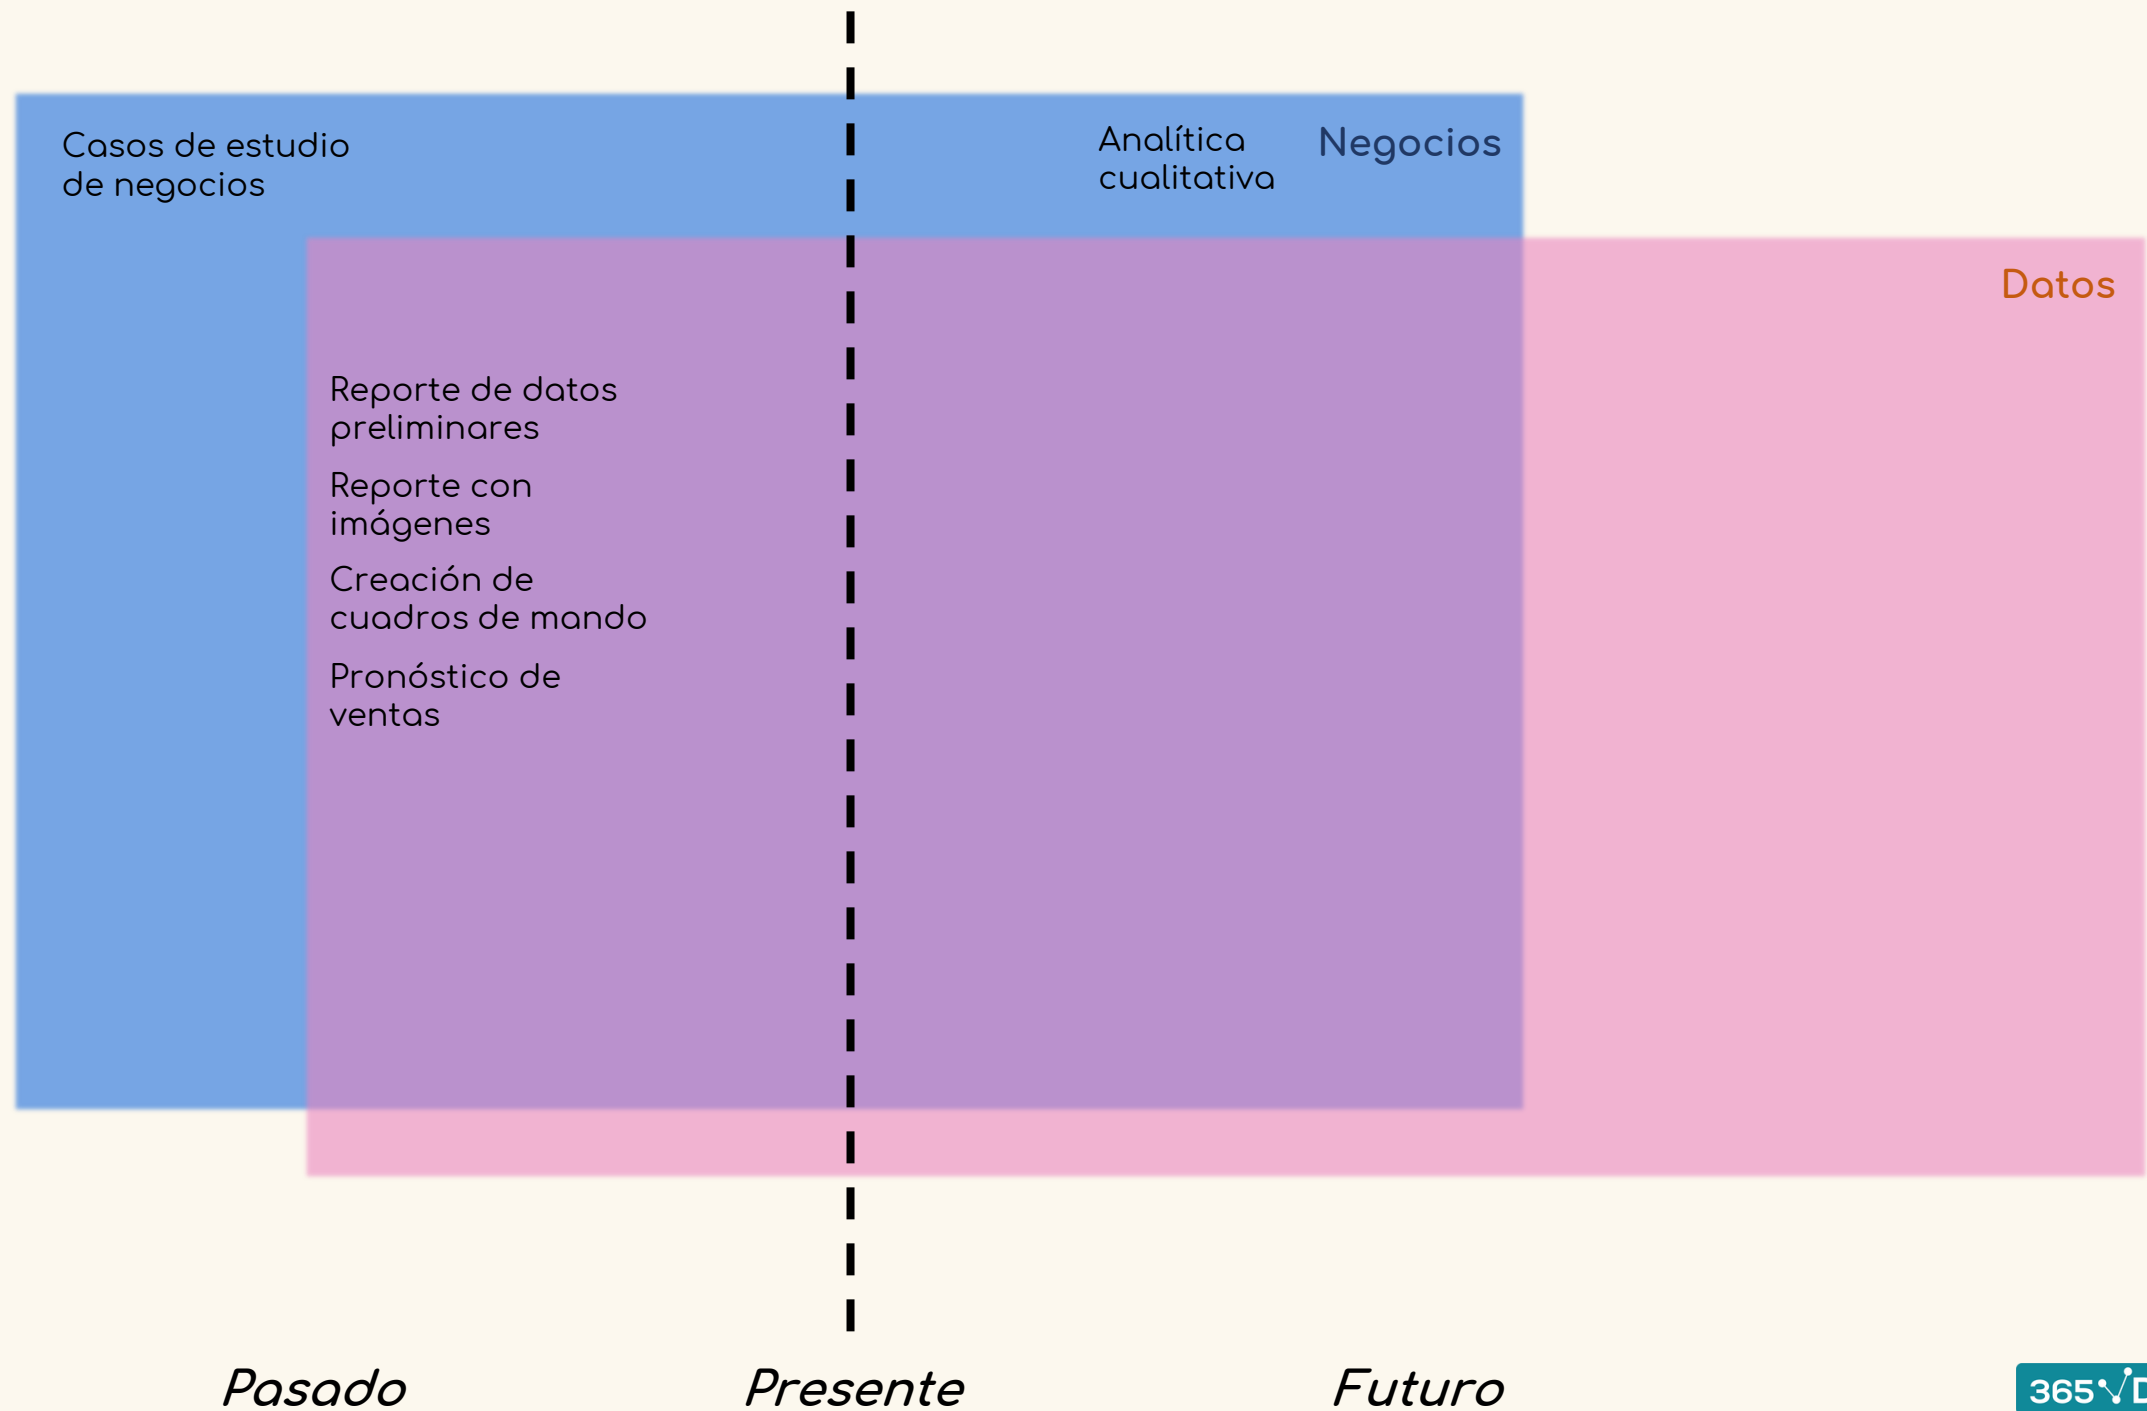 Casos de estudio
de negocios
Analítica
cualitativa
Negocios
Datos
Reporte de datos
preliminares
Reporte con
imágenes
Creación de
cuadros de mando
Pronóstico de
ventas
Pasado
Presente
Futuro
365 D